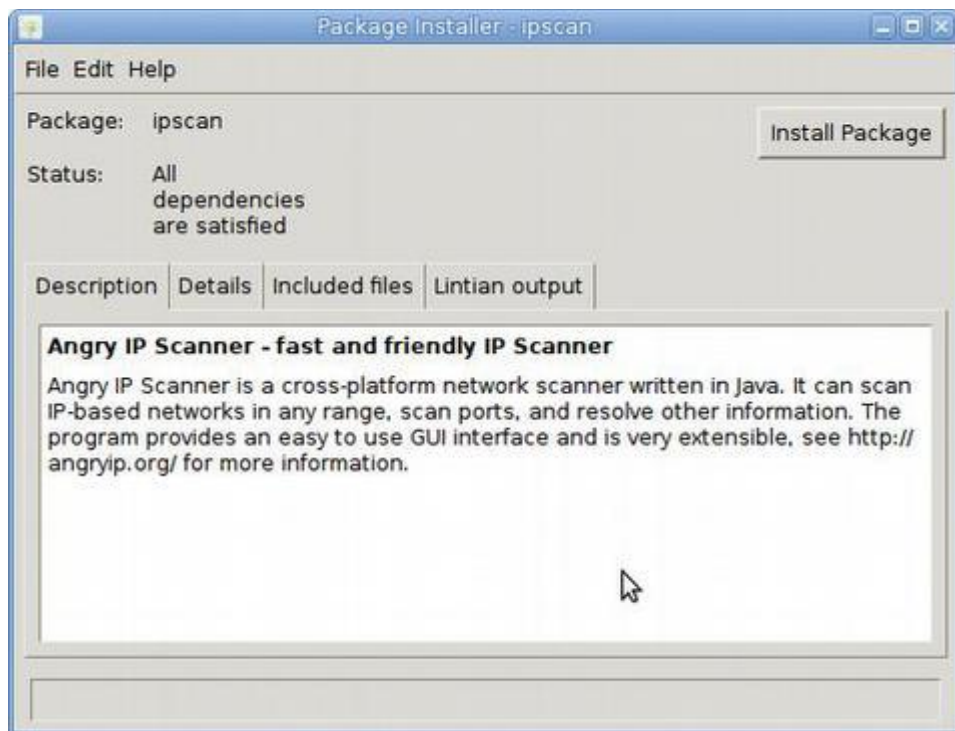 Package Installer - ipscan
File Edit Help
Package: ipscan
Install Package
Status: All
dependencies
are satisfied
Description Details Included files Lintian output
Angry IP Scanner - fast and friendly IP Scanner
Angry IP Scanner is a cross-platform network scanner written in Java. It can scan
IP-based networks in any range, scan ports, and resolve other information. The
program provides an easy to use GUI interface and is very extensible, see http://
angryip.org/ for more information.